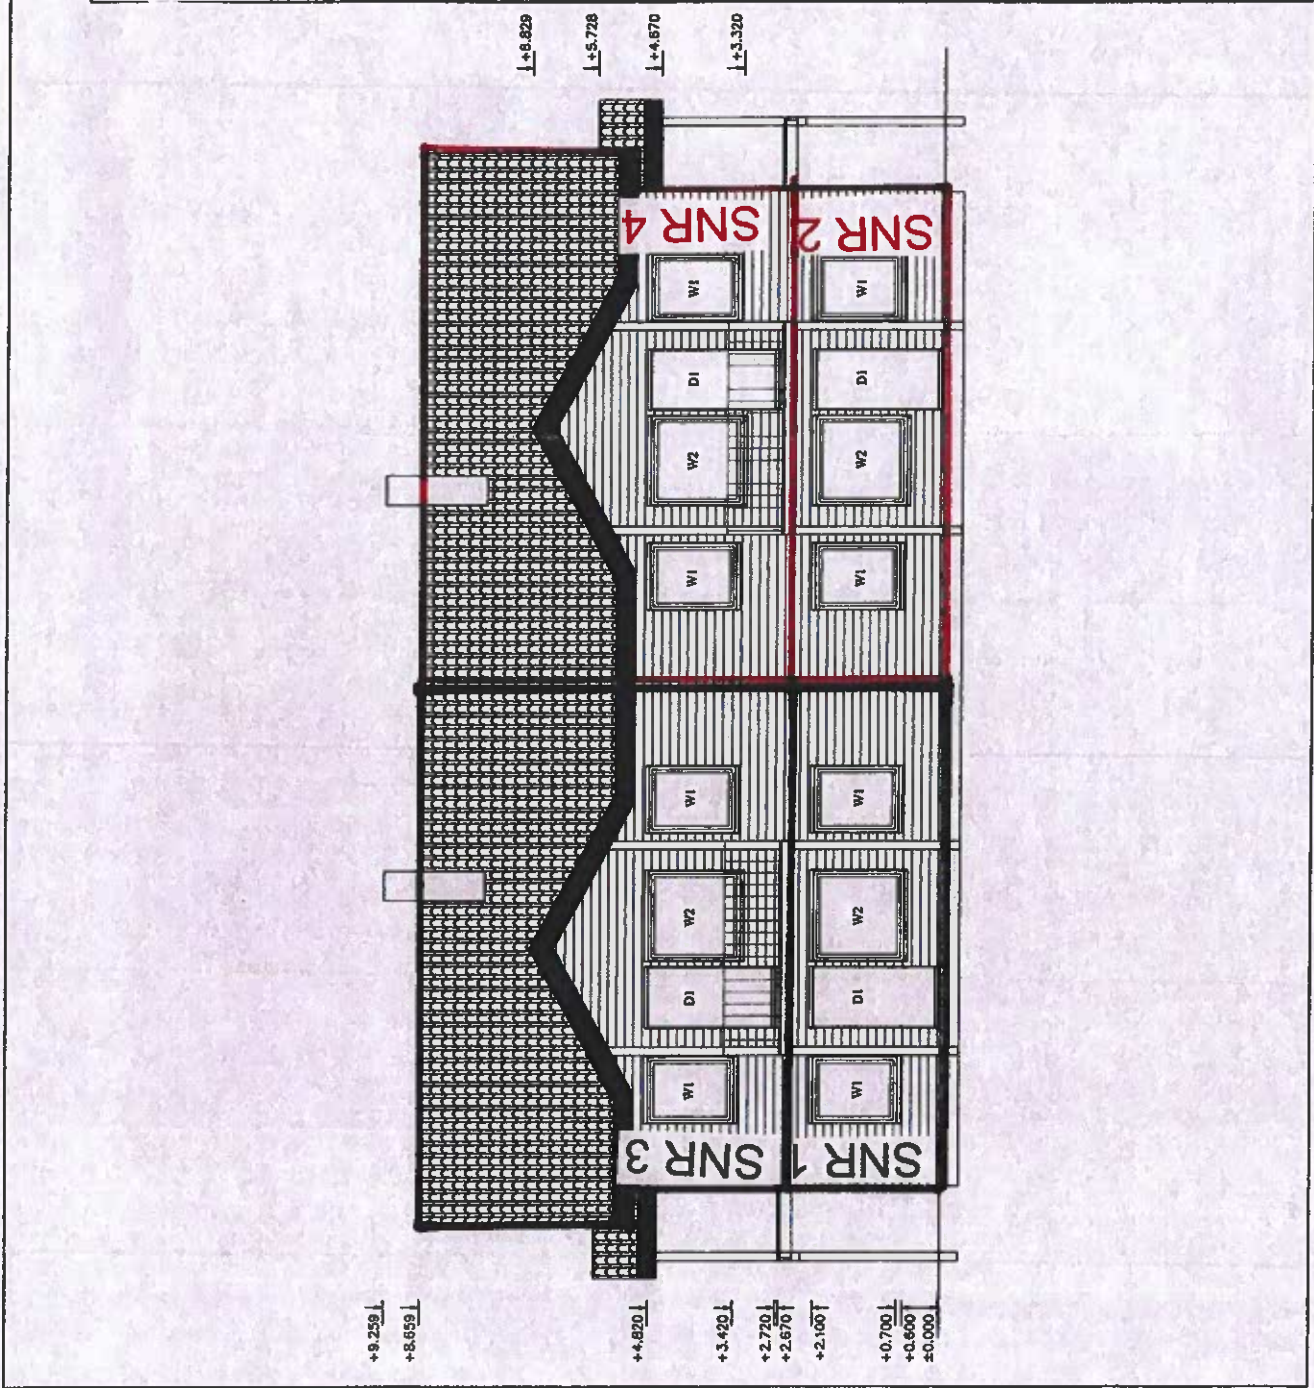 +6.829
+5.728
+4.670
+3.320
SNR 4
SNR 2
W1
W1
D1
D1
W2
W2
W1
W1
W1
W1
W2
W2
D1
D1
W1
W1
SNR 3
SNR 1
+9.259
+8.659
+4.820
+3.420
+2.720
+2.670
+2.100
+0.700
+0.600
±0.000